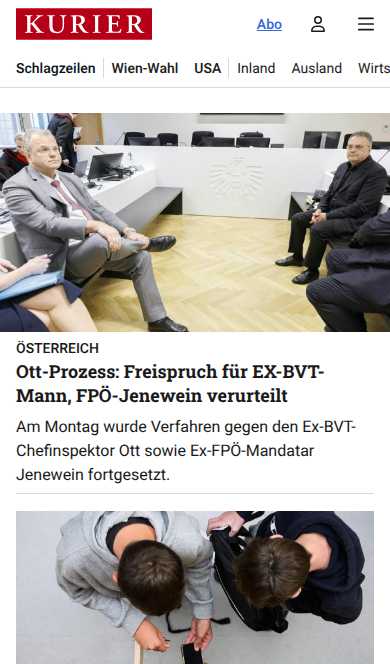 KURIER
Abo
Schlagzeilen Wien-Wahl USA Inland Ausland Wirts
ÖSTERREICH
Ott-Prozess: Freispruch für EX-BVT-
Mann, FPÖ-Jenewein verurteilt
Am Montag wurde Verfahren gegen den Ex-BVT-
Chefinspektor Ott sowie Ex-FPÖ-Mandatar
Jenewein fortgesetzt.